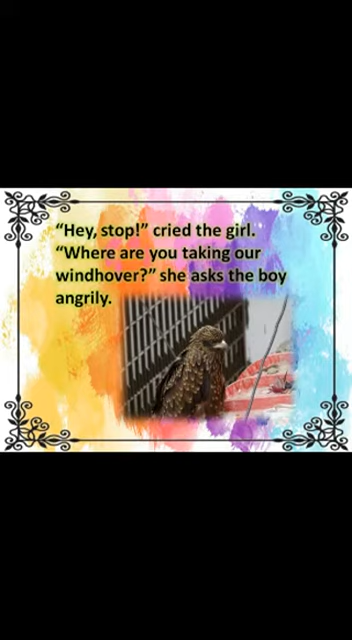 “Hey, stop!” cried the girl.
“Where are you taking our
windhover?” she asks the boy
angrily.